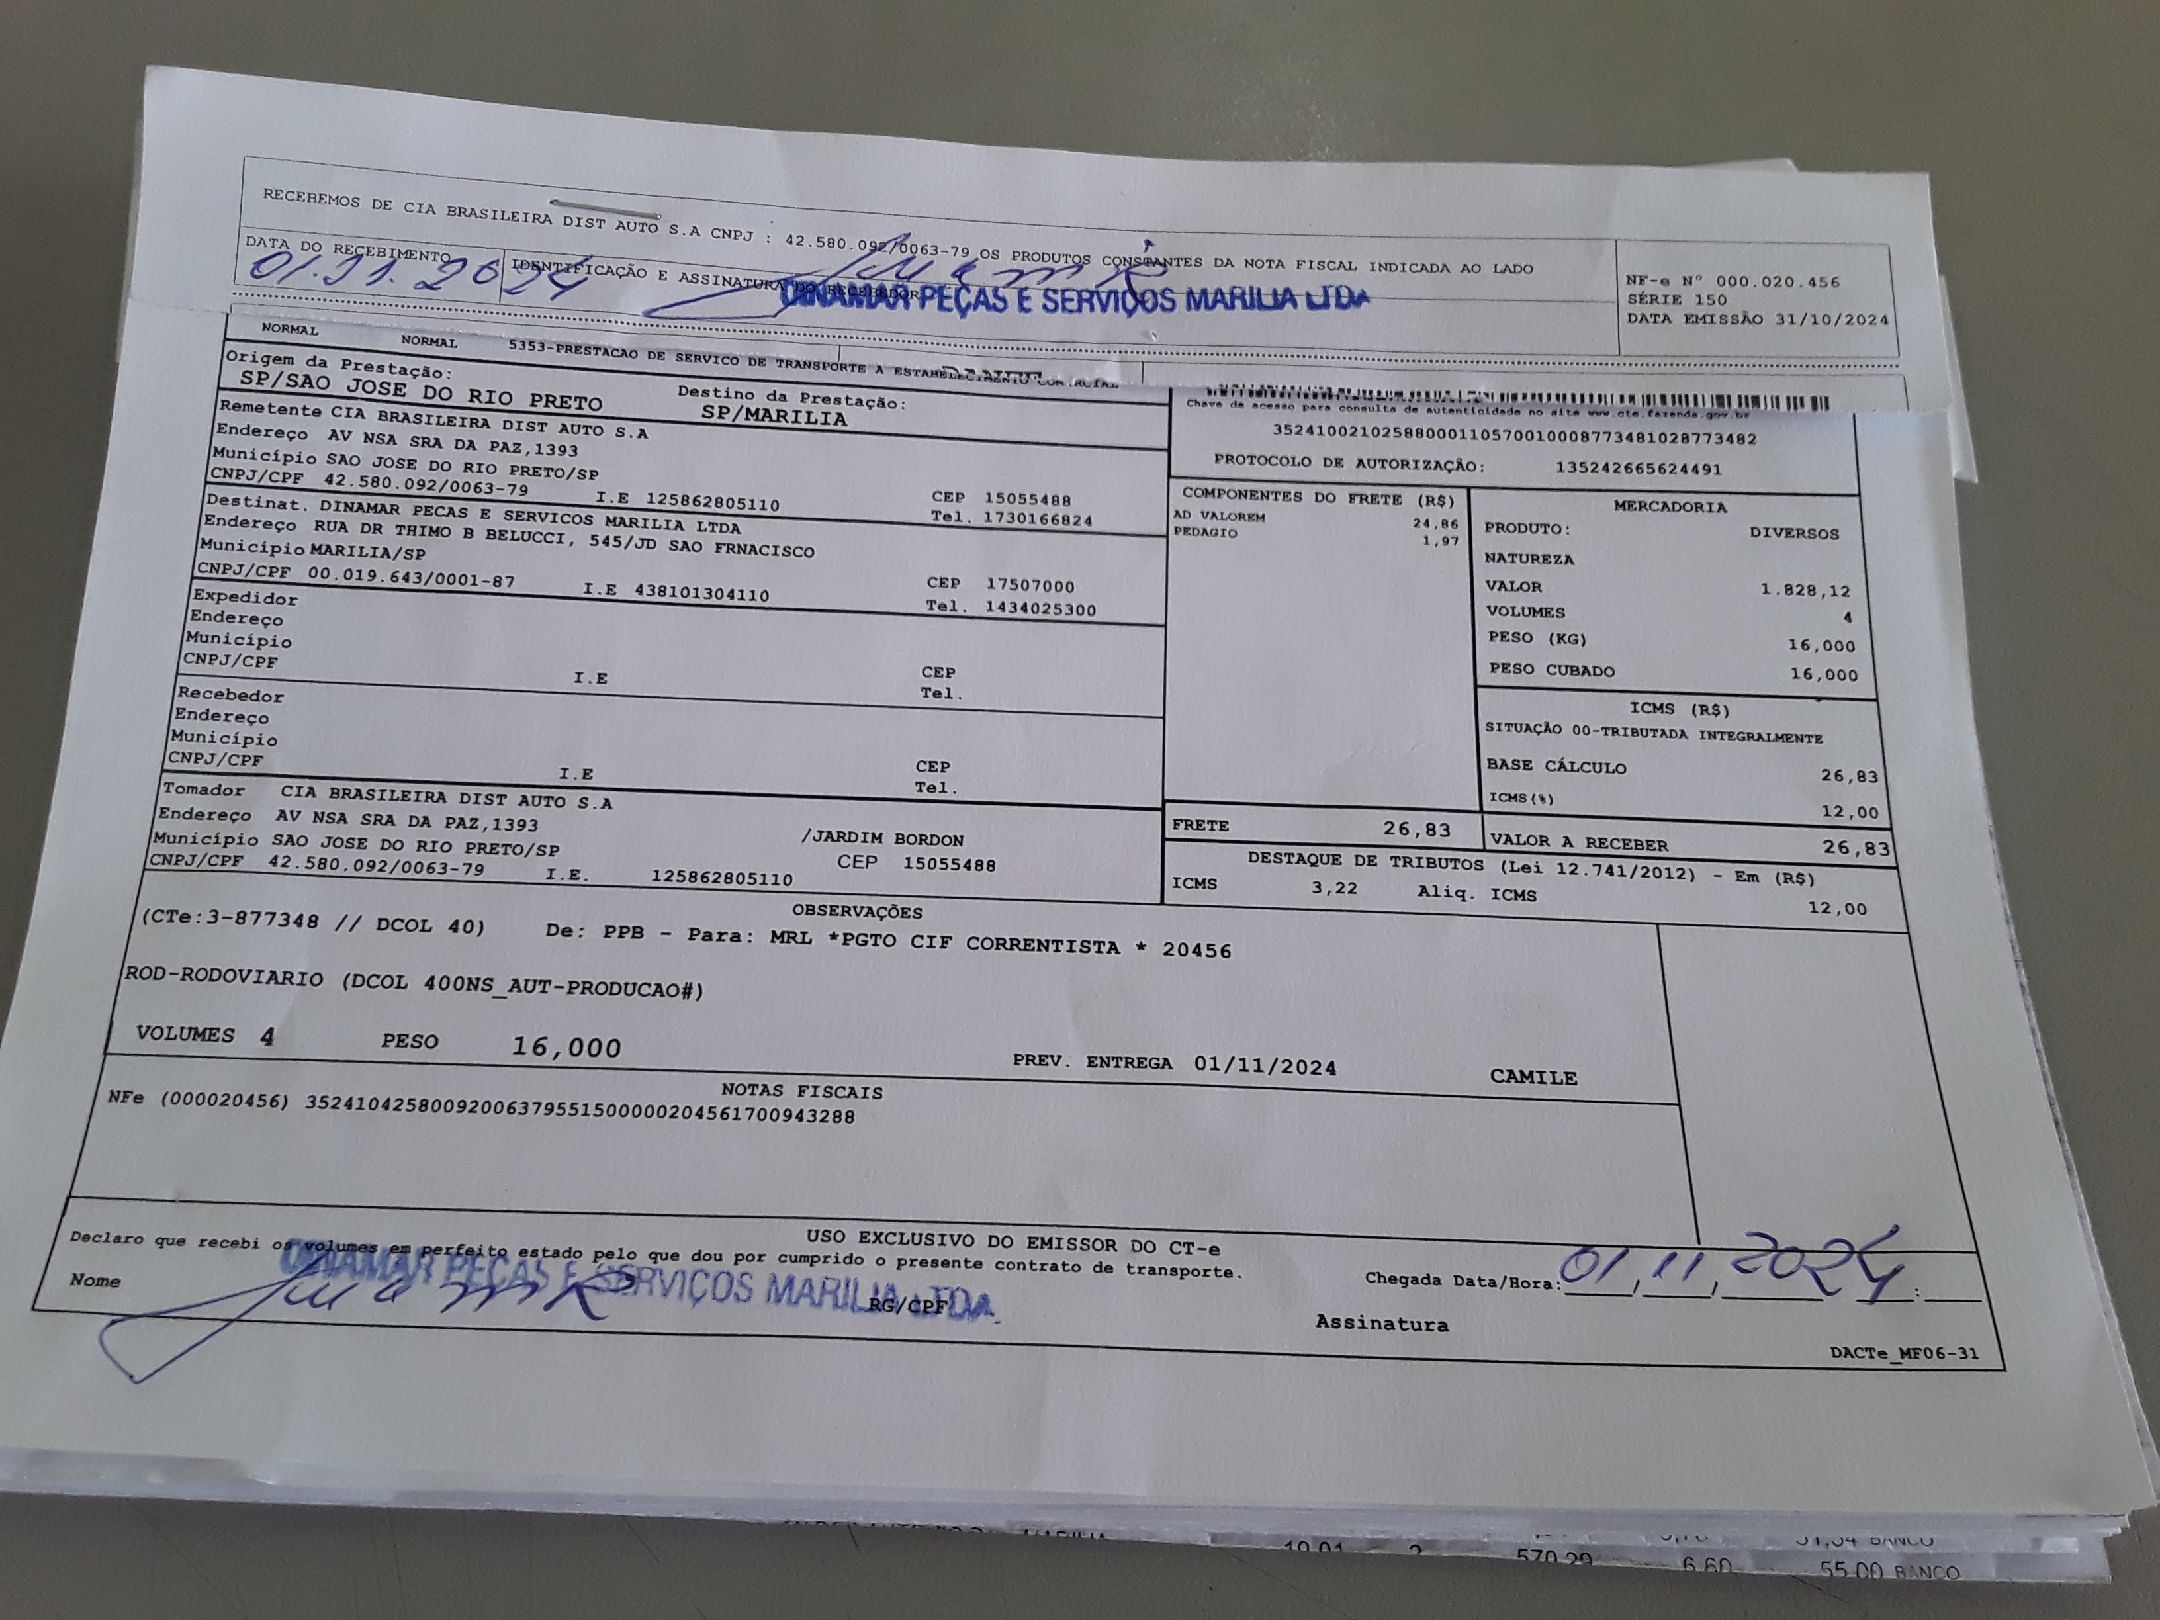 RECEBEMOS DE CIA BRASILEIRA DIST AUTO S.A CNPJ : 42.580.092/0063-79 OS PRODUTOS CONSTANTES DA NOTA FISCAL INDICADA AO LADO
DATA DO RECEBIMENTO
IDENTIFICAÇÃO E ASSINATURA DO RECEBEDOR
01.11.2024
DINAMAR PEÇAS E SERVIÇOS MARILIA LTDA
NF-e Nº 000.020.456
SÉRIE 150
DATA EMISSÃO 31/10/2024
NORMAL NORMAL 5353-PRESTACAO DE SERVICO DE TRANSPORTE A ESTABELECIMENTO COMERCIAL
Origem da Prestação:
SP/SAO JOSE DO RIO PRETO
Destino da Prestação:
SP/MARILIA
Remetente CIA BRASILEIRA DIST AUTO S.A
Endereço AV NSA SRA DA PAZ,1393
Município SAO JOSE DO RIO PRETO/SP
CEP 15055488
CNPJ/CPF 42.580.092/0063-79 I.E 125862805110 Tel. 1730166824
Destinat. DINAMAR PECAS E SERVICOS MARILIA LTDA
Endereço RUA DR THIMO B BELUCCI, 545/JD SAO FRNACISCO
Município MARILIA/SP
CEP 17507000
CNPJ/CPF 00.019.643/0001-87 I.E 438101304110 Tel. 1434025300
Expedidor
Endereço
Município
CEP
CNPJ/CPF I.E Tel.
Recebedor
Endereço
Município
CEP
CNPJ/CPF I.E Tel.
Tomador CIA BRASILEIRA DIST AUTO S.A
Endereço AV NSA SRA DA PAZ,1393 /JARDIM BORDON
Município SAO JOSE DO RIO PRETO/SP CEP 15055488
CNPJ/CPF 42.580.092/0063-79 I.E. 125862805110
Chave de acesso para consulta de autenticidade no site www.cte.fazenda.gov.br
35241002102588000110570010008773481028773482
PROTOCOLO DE AUTORIZAÇÃO: 135242665624491
COMPONENTES DO FRETE (R$)
AD VALOREM 24,86
PEDAGIO 1,97
MERCADORIA
PRODUTO: DIVERSOS
NATUREZA
VALOR 1.828,12
VOLUMES 4
PESO (KG) 16,000
PESO CUBADO 16,000
ICMS (R$)
SITUAÇÃO 00-TRIBUTADA INTEGRALMENTE
BASE CÁLCULO 26,83
ICMS(%) 12,00
FRETE 26,83
VALOR A RECEBER 26,83
DESTAQUE DE TRIBUTOS (Lei 12.741/2012) - Em (R$)
ICMS 3,22 Aliq. ICMS 12,00
OBSERVAÇÕES
(CTe:3-877348 // DCOL 40) De: PPB - Para: MRL *PGTO CIF CORRENTISTA * 20456
ROD-RODOVIARIO (DCOL 400NS_AUT-PRODUCAO#)
VOLUMES 4 PESO 16,000 PREV. ENTREGA 01/11/2024 CAMILE
NOTAS FISCAIS
NFe (000020456) 35241042580092006379551500000204561700943288
USO EXCLUSIVO DO EMISSOR DO CT-e
Declaro que recebi os volumes em perfeito estado pelo que dou por cumprido o presente contrato de transporte.
DINAMAR PEÇAS E SERVIÇOS MARILIA LTDA.
Nome RG/CPF
Chegada Data/Hora: 01/11/2024
Assinatura
DACTe_MF06-31
570,29 6,60 55,00 BANCO